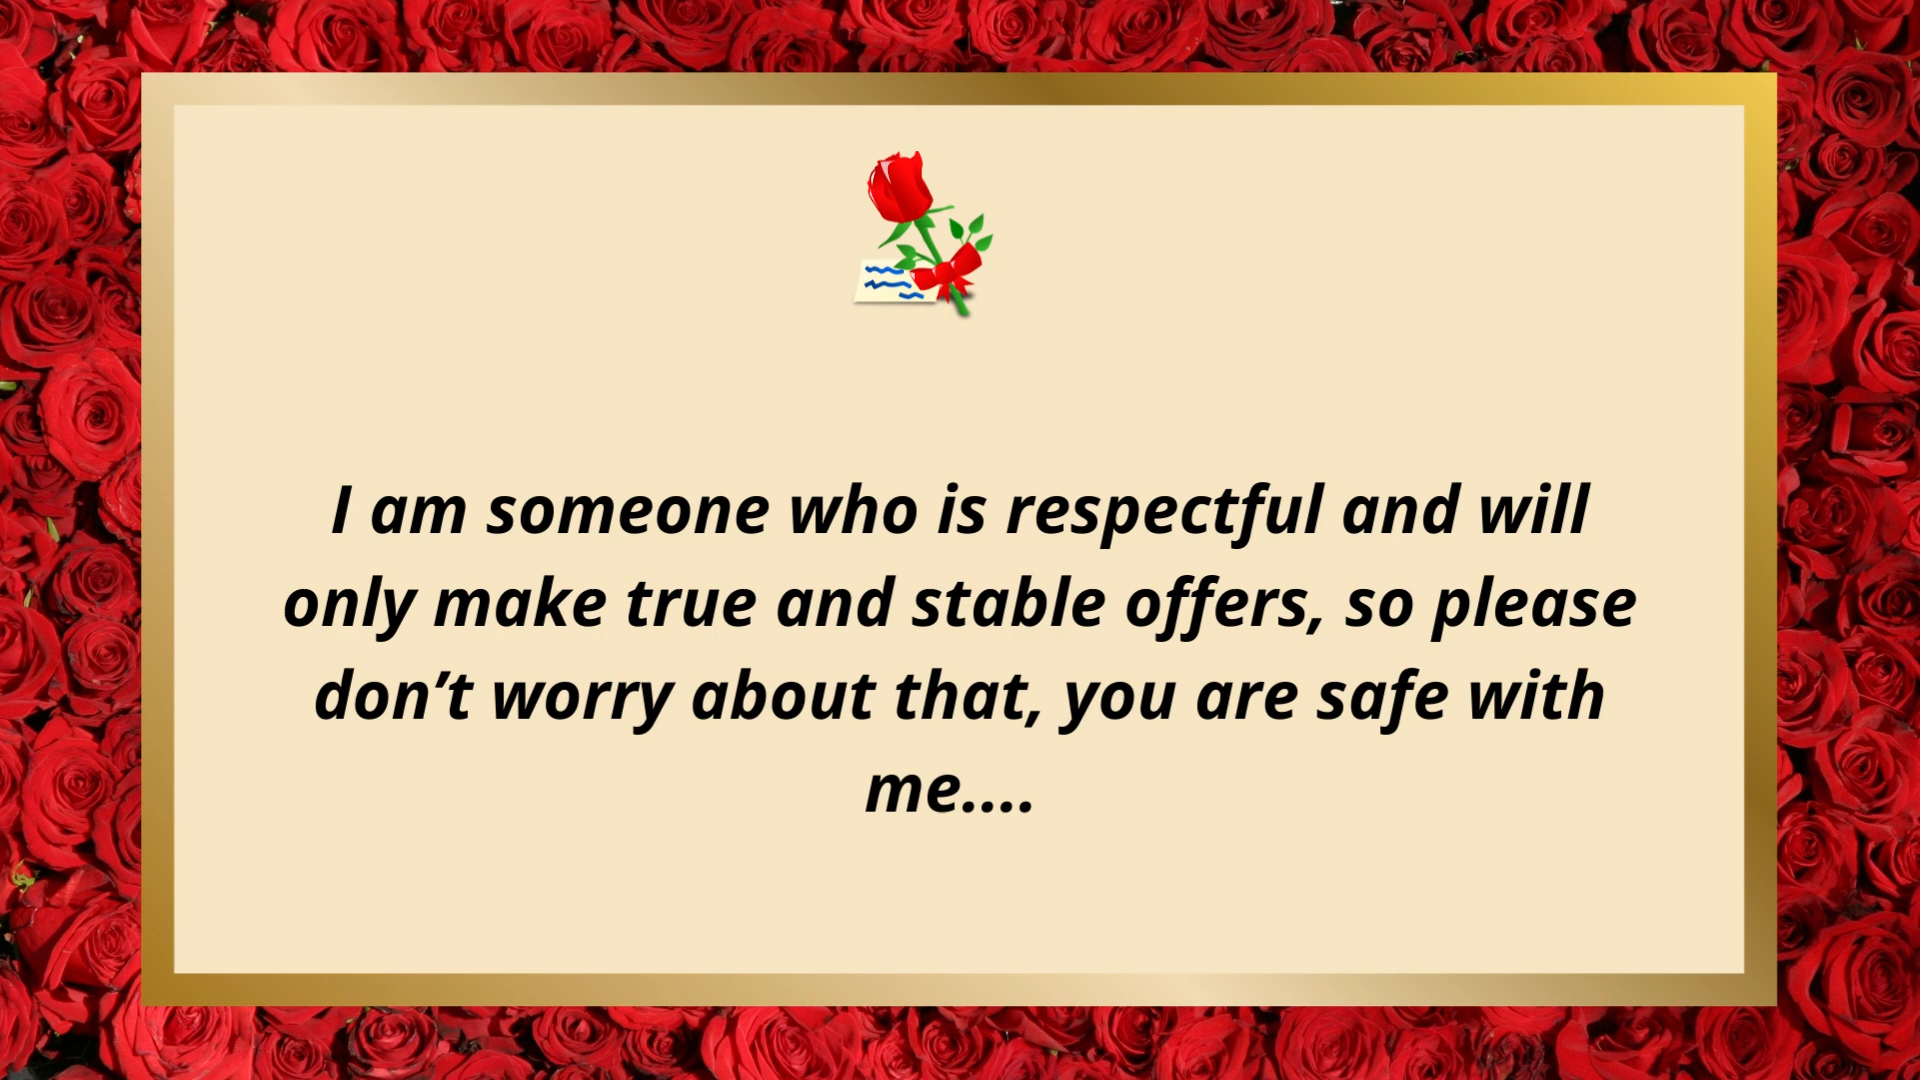 I am someone who is respectful and will
only make true and stable offers, so please
don’t worry about that, you are safe with
me....